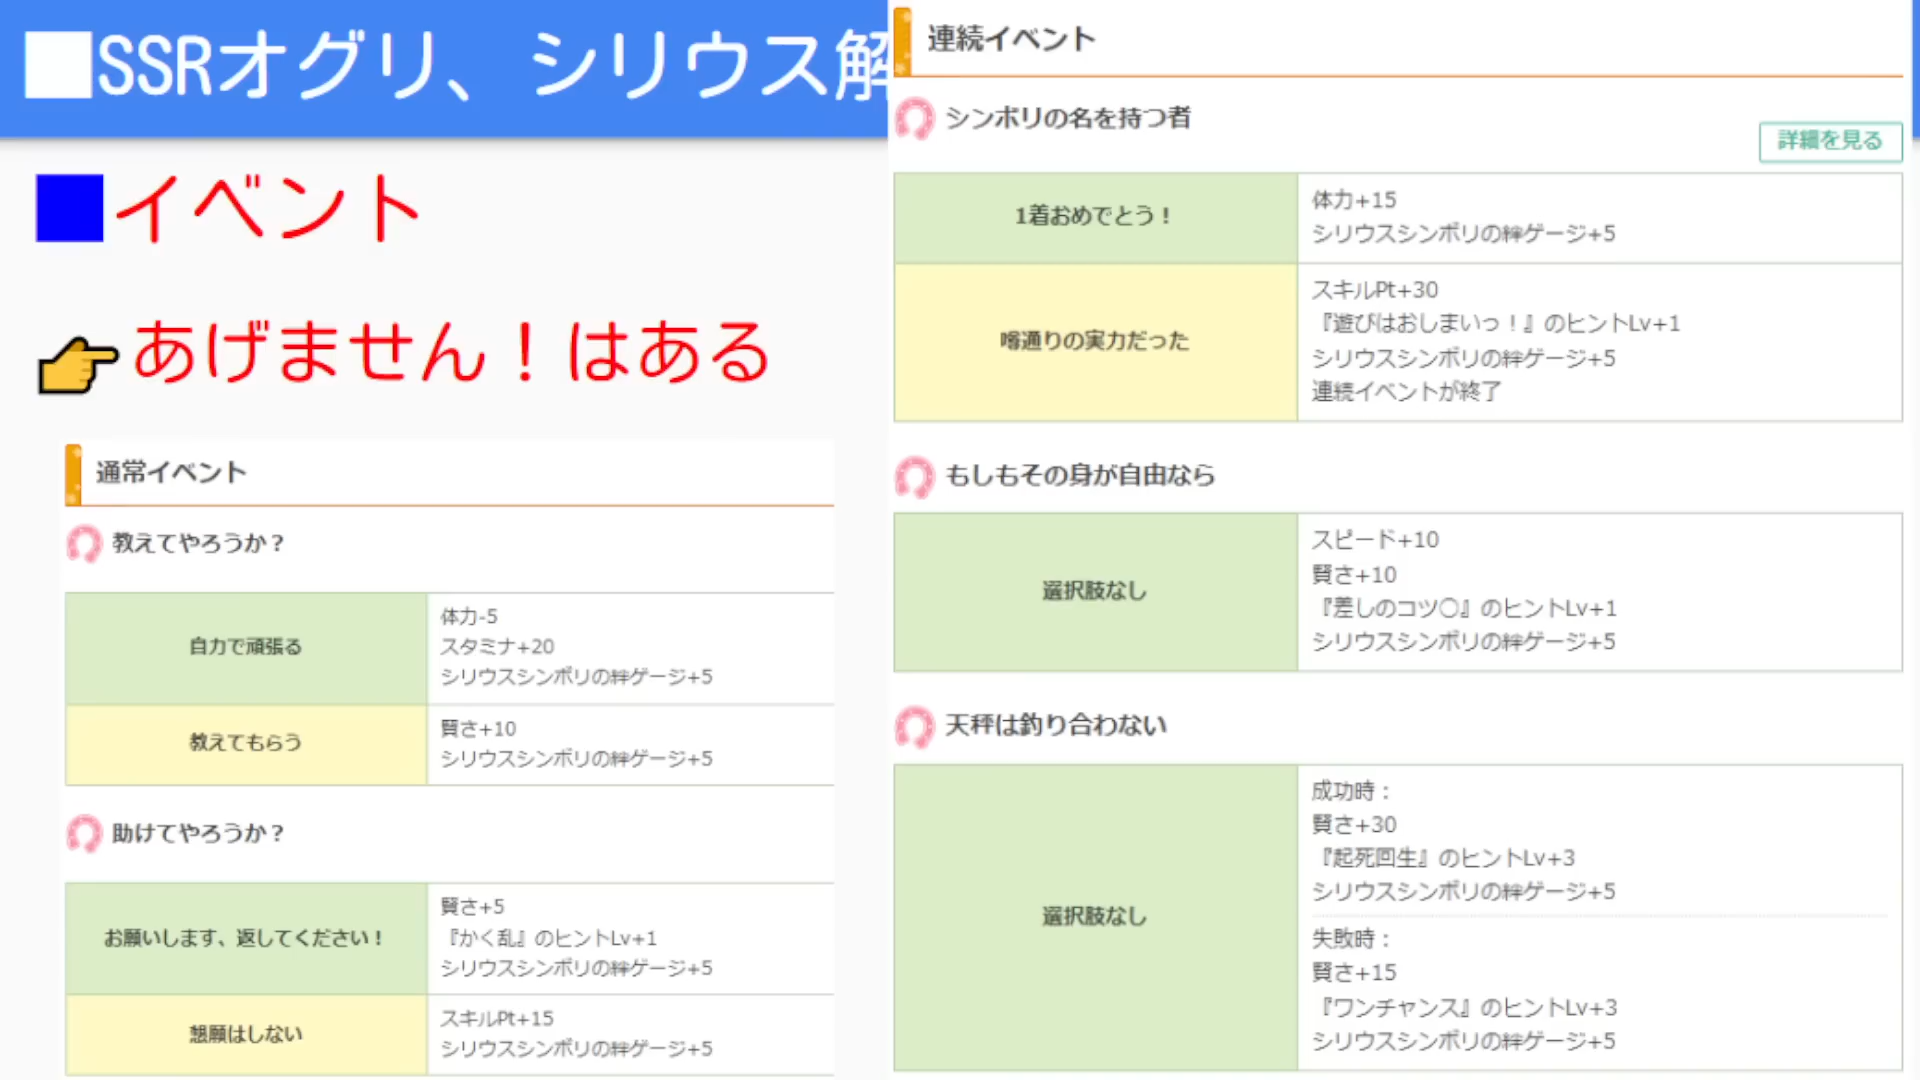 ■SSRオグリ、シリウス解
■イベント
👉あげません！はある
通常イベント
教えてやろうか？
自力で頑張る
体力-5
スタミナ+20
シリウスシンボリの絆ゲージ+5
教えてもらう
賢さ+10
シリウスシンボリの絆ゲージ+5
助けてやろうか？
お願いします、返してください！
賢さ+5
『かく乱』のヒントLv+1
シリウスシンボリの絆ゲージ+5
懇願はしない
スキルPt+15
シリウスシンボリの絆ゲージ+5
連続イベント
シンボリの名を持つ者
詳細を見る
1着おめでとう！
体力+15
シリウスシンボリの絆ゲージ+5
噂通りの実力だった
スキルPt+30
『遊びはおしまいっ！』のヒントLv+1
シリウスシンボリの絆ゲージ+5
連続イベントが終了
もしもその身が自由なら
選択肢なし
スピード+10
賢さ+10
『差しのコツ○』のヒントLv+1
シリウスシンボリの絆ゲージ+5
天秤は釣り合わない
選択肢なし
成功時：
賢さ+30
『起死回生』のヒントLv+3
シリウスシンボリの絆ゲージ+5
失敗時：
賢さ+15
『ワンチャンス』のヒントLv+3
シリウスシンボリの絆ゲージ+5